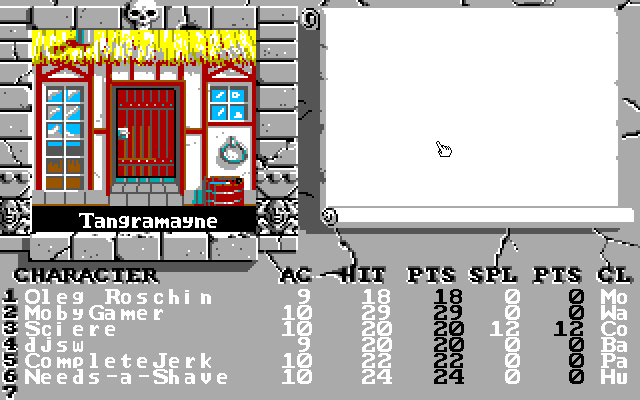 Tangramayne
CHARACTER AC HIT PTS SPL PTS CL
1 Oleg Roschin 9 18 18 0 0 Mo
2 MobyGamer 10 29 29 0 0 Wa
3 Sciere 10 20 20 12 12 Co
4 djsw 9 20 20 0 0 Ba
5 CompleteJerk 10 22 22 0 0 Pa
6 Needs-a-Shave 10 24 24 0 0 Hu
7